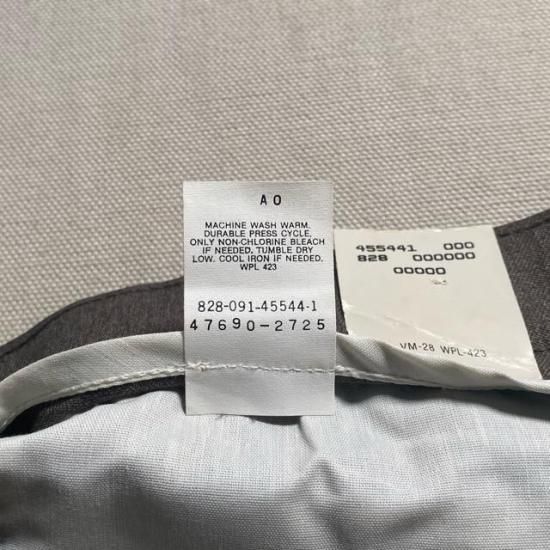 A O
MACHINE WASH WARM.
DURABLE PRESS CYCLE,
ONLY NON-CHLORINE BLEACH
IF NEEDED. TUMBLE DRY
LOW. COOL IRON IF NEEDED.
WPL 423
828-091-45544-1
47690-2725
455441 000
828 000000
00000
VM-28 WPL-423